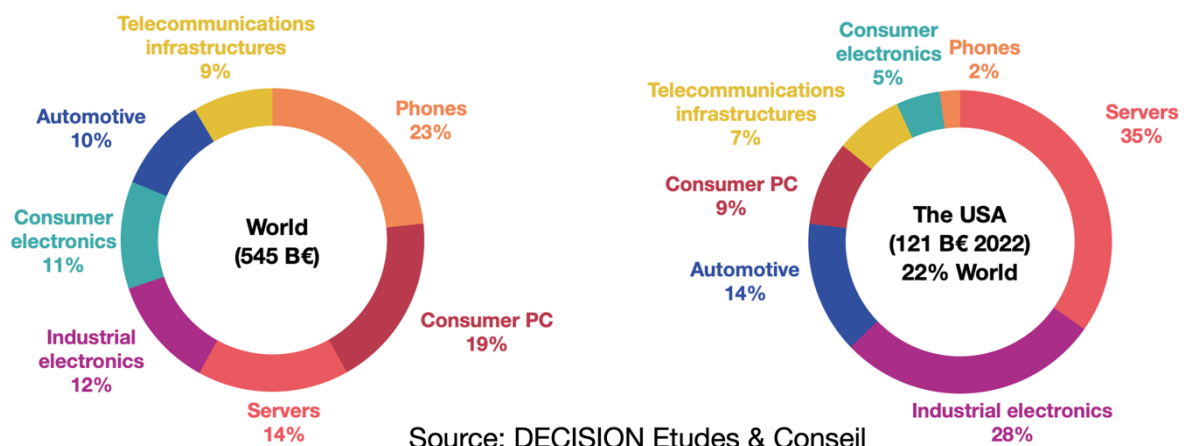 Telecommunications
infrastructures
9%
Phones
23%
Automotive
10%
Consumer
electronics
11%
World
(545 B€)
Consumer PC
19%
Industrial
electronics
12%
Servers
14%
Consumer
electronics
5%
Phones
2%
Telecommunications
infrastructures
7%
Servers
35%
Consumer PC
9%
The USA
(121 B€ 2022)
22% World
Automotive
14%
Industrial electronics
28%
Source: DECISION Etudes & Conseil